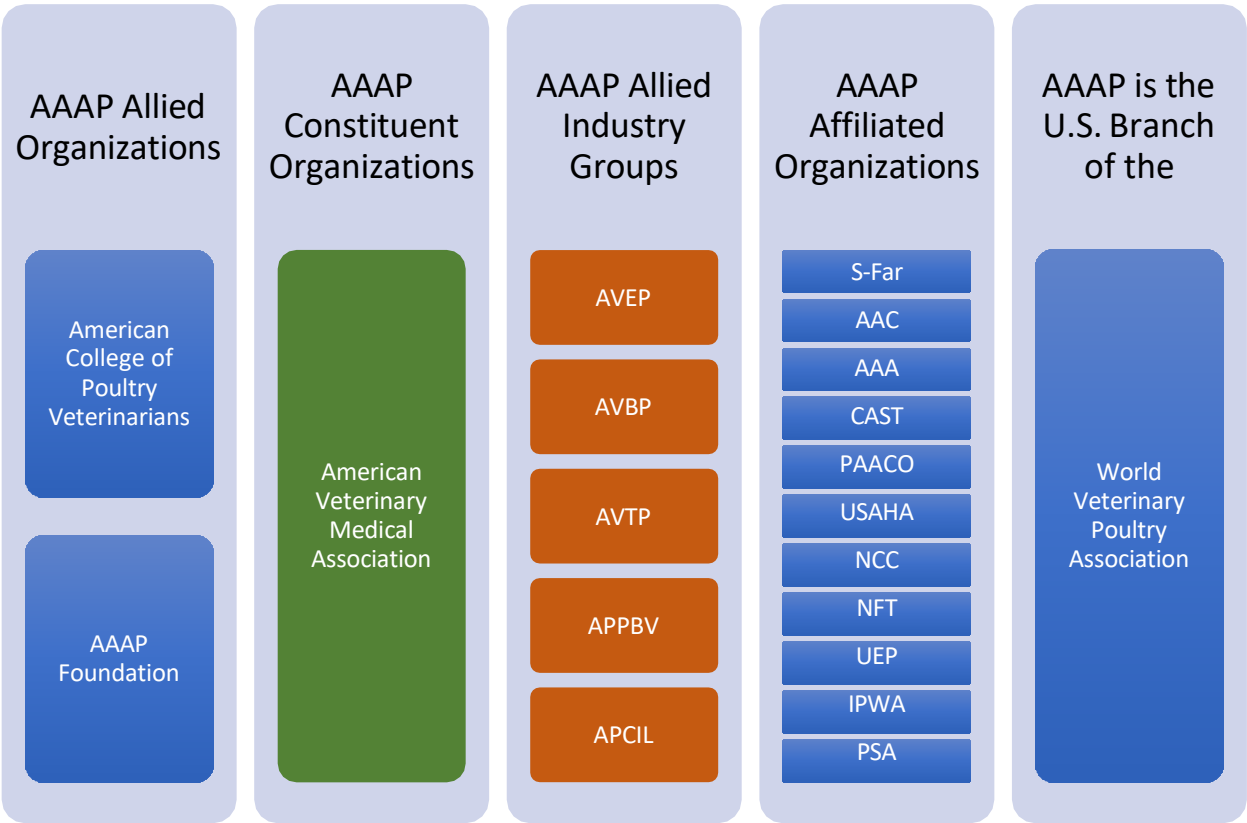 AAAP Allied
Organizations
American
College of
Poultry
Veterinarians
AAAP
Foundation
AAAP
Constituent
Organizations
American
Veterinary
Medical
Association
AAAP Allied
Industry
Groups
AVEP
AVBP
AVTP
APPBV
APCIL
AAAP
Affiliated
Organizations
S-Far
AAC
AAA
CAST
PAACO
USAHA
NCC
NFT
UEP
IPWA
PSA
AAAP is the
U.S. Branch
of the
World
Veterinary
Poultry
Association